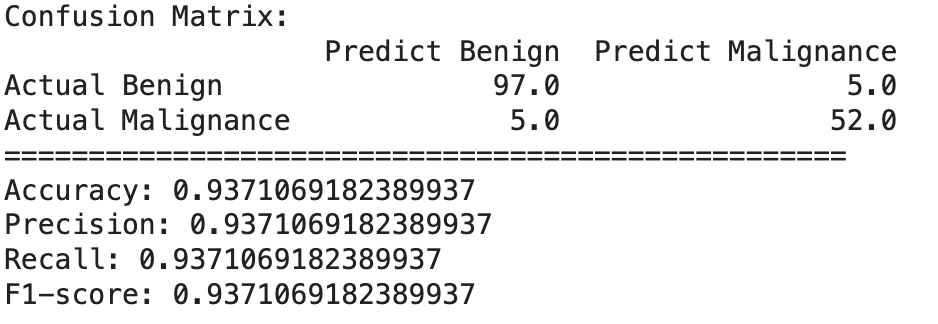 Confusion Matrix:
Predict Benign Predict Malignance
Actual Benign 97.0 5.0
Actual Malignance 5.0 52.0
==================================================
Accuracy: 0.9371069182389937
Precision: 0.9371069182389937
Recall: 0.9371069182389937
F1-score: 0.9371069182389937